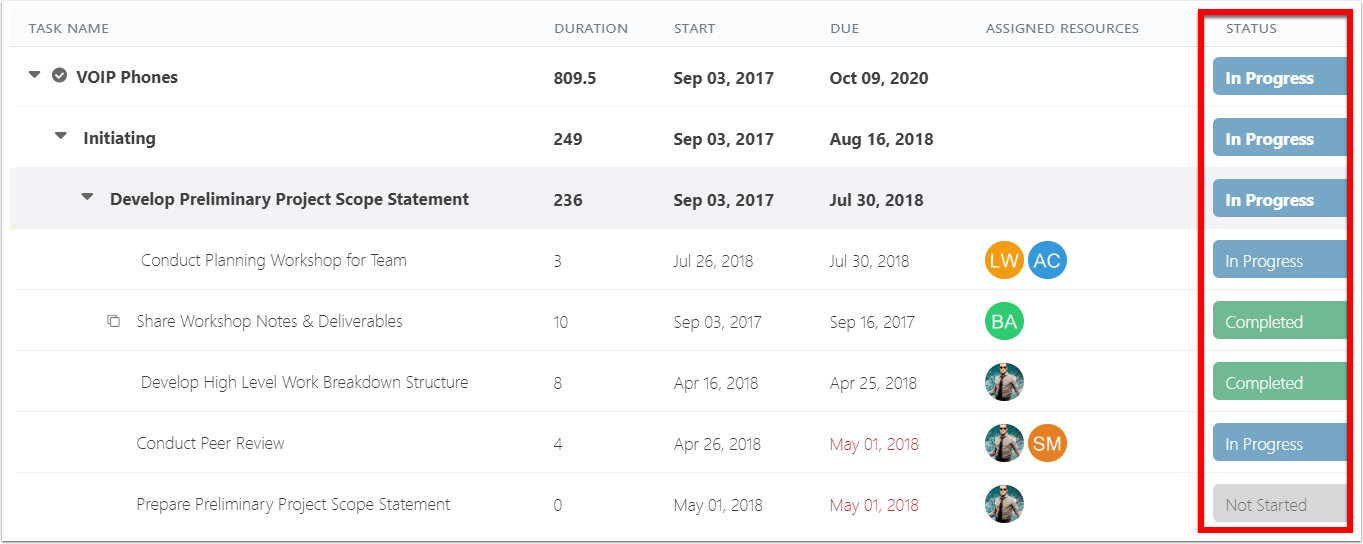 TASK NAME DURATION START DUE ASSIGNED RESOURCES STATUS
VOIP Phones 809.5 Sep 03, 2017 Oct 09, 2020 In Progress
Initiating 249 Sep 03, 2017 Aug 16, 2018 In Progress
Develop Preliminary Project Scope Statement 236 Sep 03, 2017 Jul 30, 2018 In Progress
Conduct Planning Workshop for Team 3 Jul 26, 2018 Jul 30, 2018 LW AC In Progress
Share Workshop Notes & Deliverables 10 Sep 03, 2017 Sep 16, 2017 BA Completed
Develop High Level Work Breakdown Structure 8 Apr 16, 2018 Apr 25, 2018 Completed
Conduct Peer Review 4 Apr 26, 2018 May 01, 2018 SM In Progress
Prepare Preliminary Project Scope Statement 0 May 01, 2018 May 01, 2018 Not Started